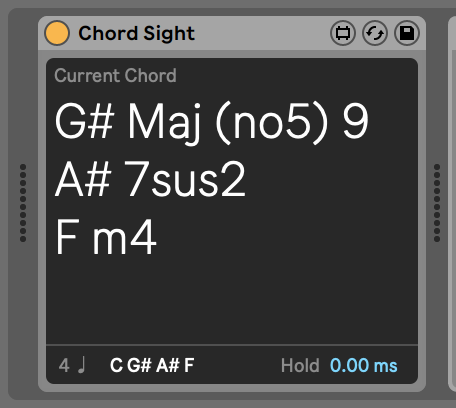 Chord Sight
Current Chord
G# Maj (no5) 9
A# 7sus2
F m4
4 ♩ C G# A# F Hold 0.00 ms